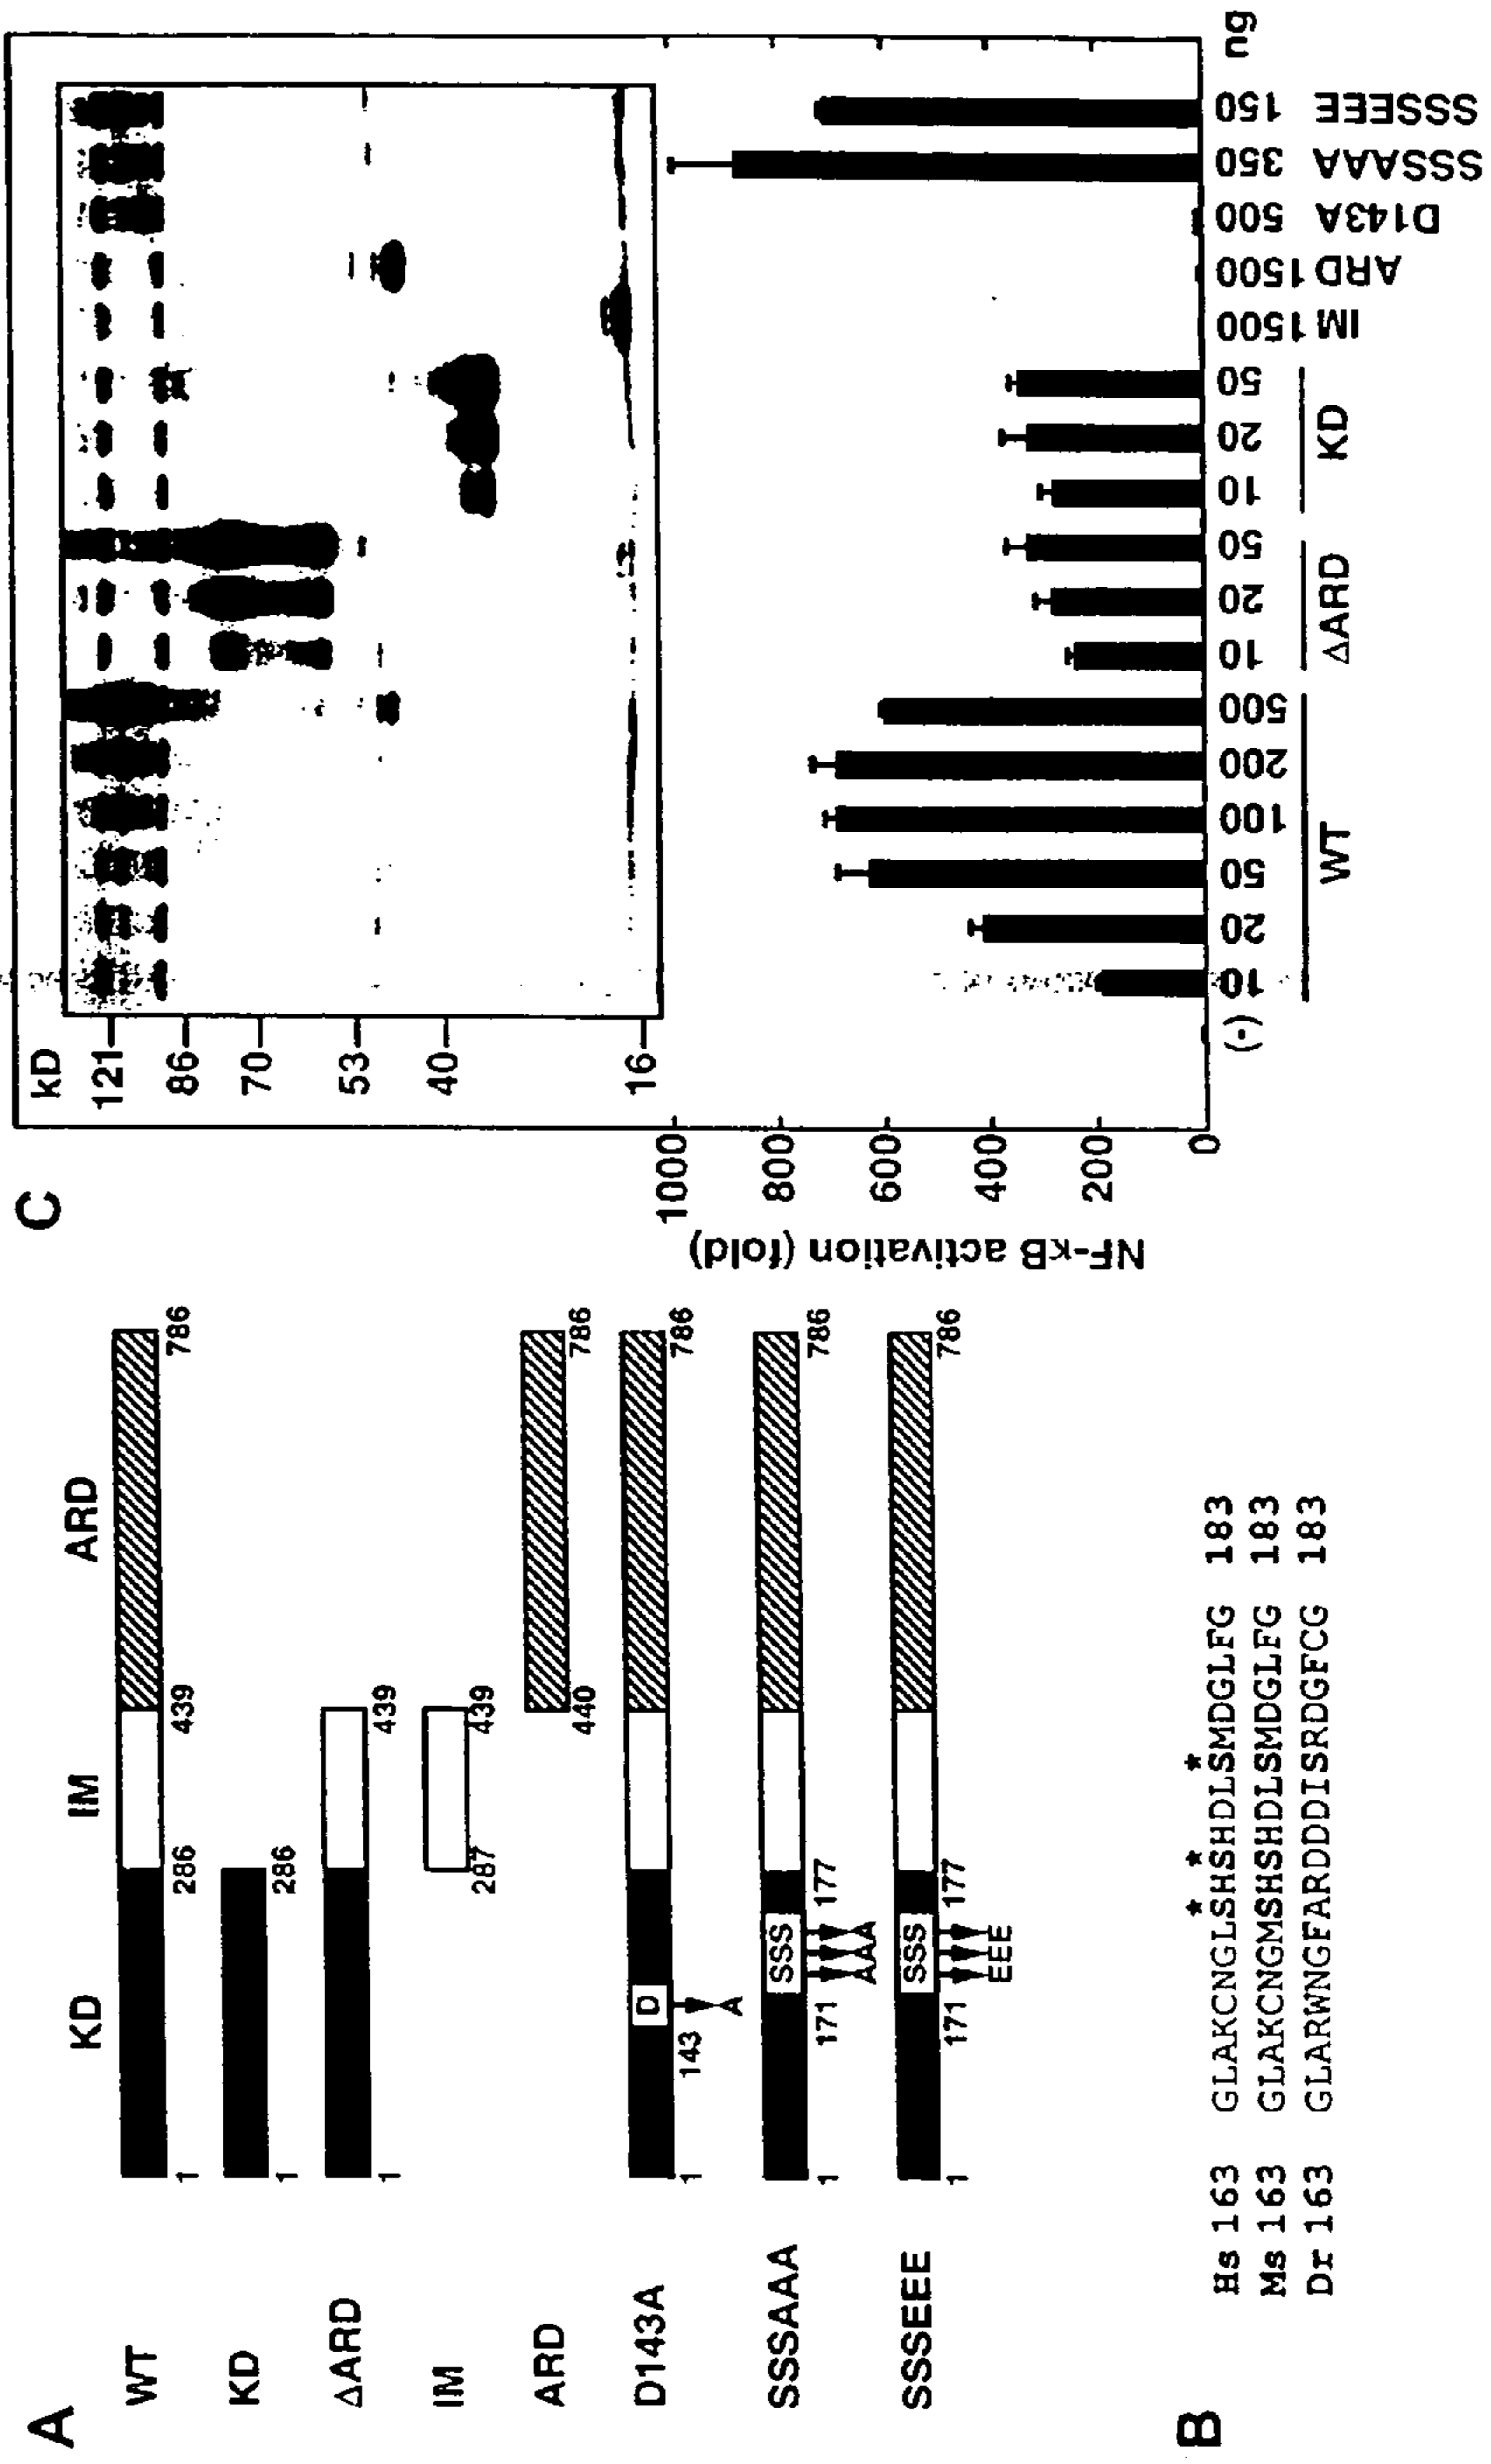 A
KD IM ARD
WT
1 286 439 786
KD
1 286
ΔARD
1 439
IM
287 439
ARD
440 786
D143A
D
1 143 786
A
SSSAAA
SSS
1 171 177 786
AAA
SSSEEE
SSS
1 171 177 786
EEE
B
* * *
Hs 163 GLAKCNGLSHSHDLSMDGLFG 183
Ms 163 GLAKCNGMSHSHDLSMDGLFG 183
Dr 163 GLARWNGFARDDDISRDGFCG 183
C
kD
121
86
70
53
40
16
NF-κB activation (fold)
1000
800
600
400
200
0
(-) 10 20 50 100 200 500 10 20 50 10 20 50 1500 1500 500 350 150 ng
WT ΔARD KD IM ARD D143A SSSAAA SSSEEE